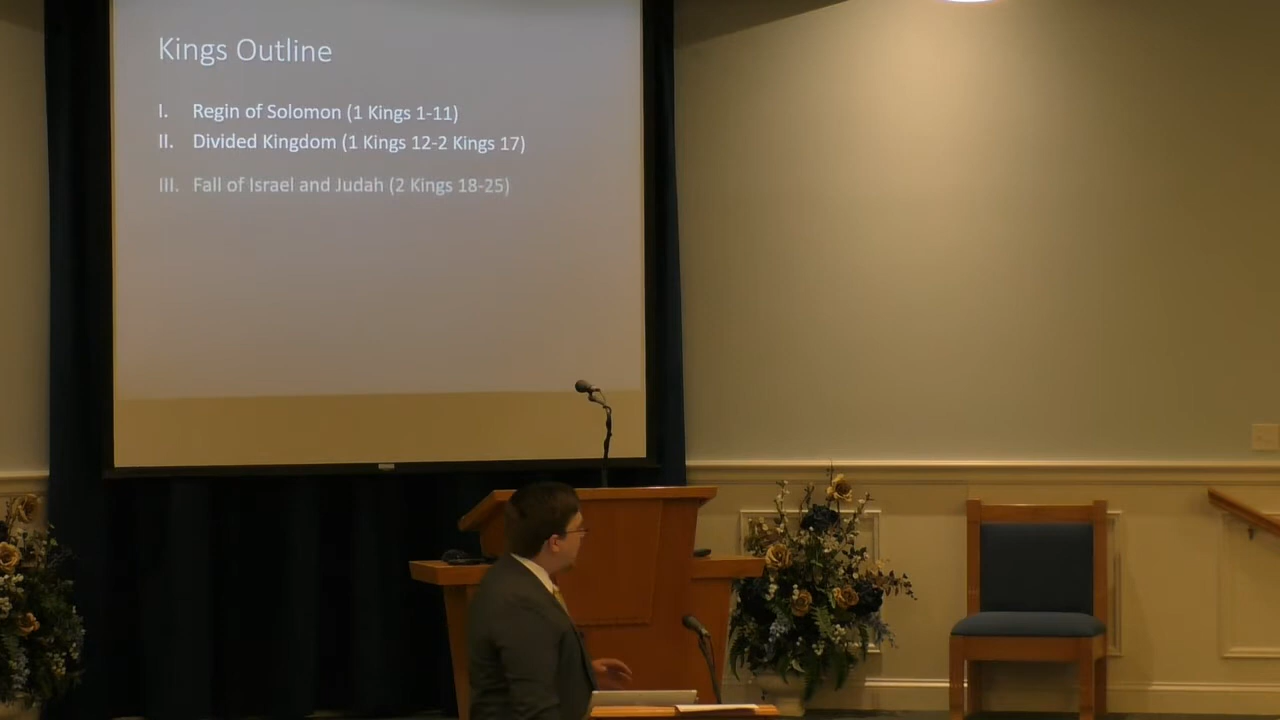 Kings Outline
I. Regin of Solomon (1 Kings 1-11)
II. Divided Kingdom (1 Kings 12-2 Kings 17)
III. Fall of Israel and Judah (2 Kings 18-25)